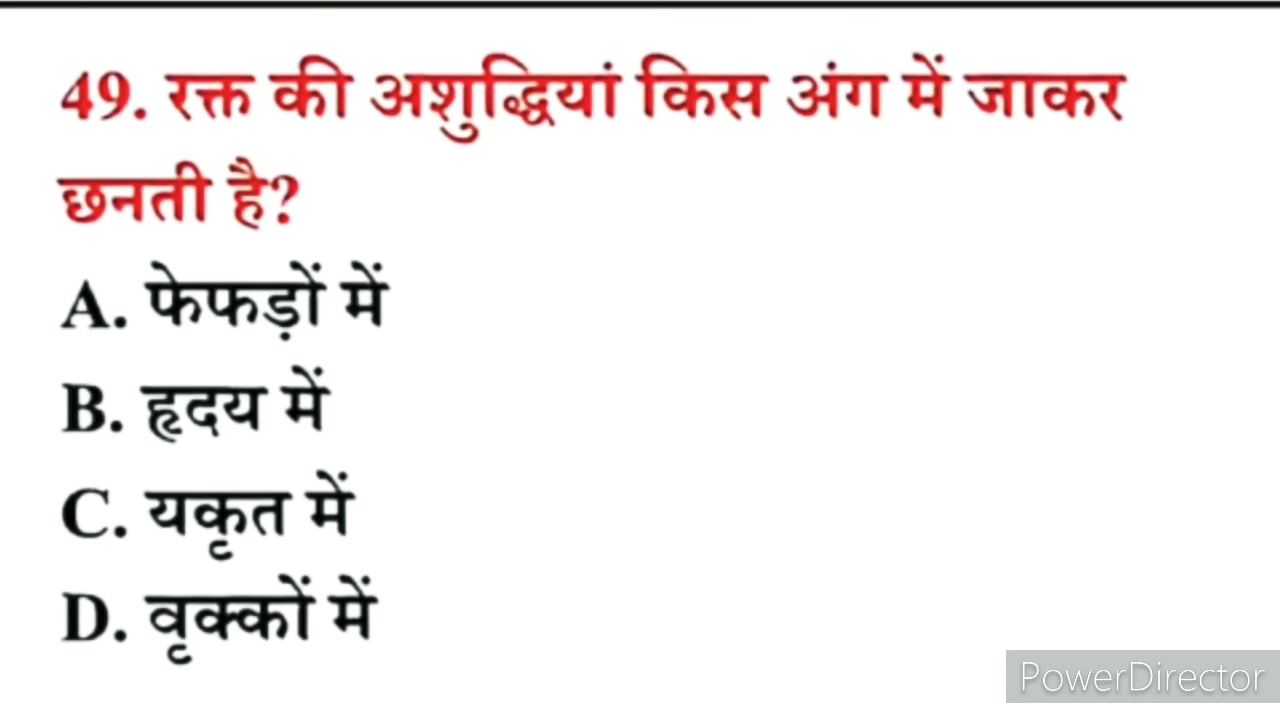 49. रक्त की अशुद्धियां किस अंग में जाकर
छनती है?
A. फेफड़ों में
B. हृदय में
C. यकृत में
D. वृक्कों में
PowerDirector